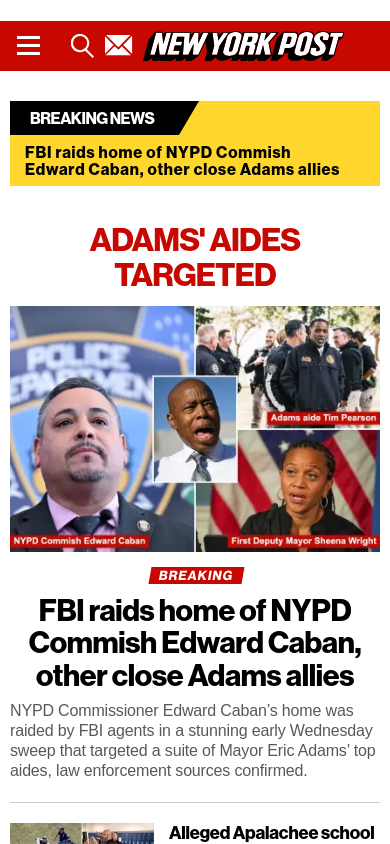 NEW YORK POST
BREAKING NEWS
FBI raids home of NYPD Commish
Edward Caban, other close Adams allies
ADAMS' AIDES
TARGETED
POLICE
DEPARTMENT
Adams aide Tim Pearson
NYPD Commish Edward Caban
First Deputy Mayor Sheena Wright
BREAKING
FBI raids home of NYPD
Commish Edward Caban,
other close Adams allies
NYPD Commissioner Edward Caban’s home was
raided by FBI agents in a stunning early Wednesday
sweep that targeted a suite of Mayor Eric Adams’ top
aides, law enforcement sources confirmed.
Alleged Apalachee school